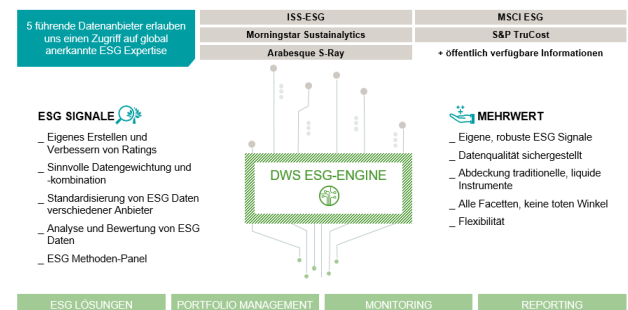 5 führende Datenanbieter erlauben
uns einen Zugriff auf global
anerkannte ESG Expertise
ISS-ESG
MSCI ESG
Morningstar Sustainalytics
S&P TruCost
Arabesque S-Ray
+ öffentlich verfügbare Informationen
ESG SIGNALE
_ Eigenes Erstellen und
Verbessern von Ratings
_ Sinnvolle Datengewichtung und
-kombination
_ Standardisierung von ESG Daten
verschiedener Anbieter
_ Analyse und Bewertung von ESG
Daten
_ ESG Methoden-Panel
DWS ESG-ENGINE
MEHRWERT
_ Eigene, robuste ESG Signale
_ Datenqualität sichergestellt
_ Abdeckung traditionelle, liquide
Instrumente
_ Alle Facetten, keine toten Winkel
_ Flexibilität
ESG LÖSUNGEN
PORTFOLIO MANAGEMENT
MONITORING
REPORTING